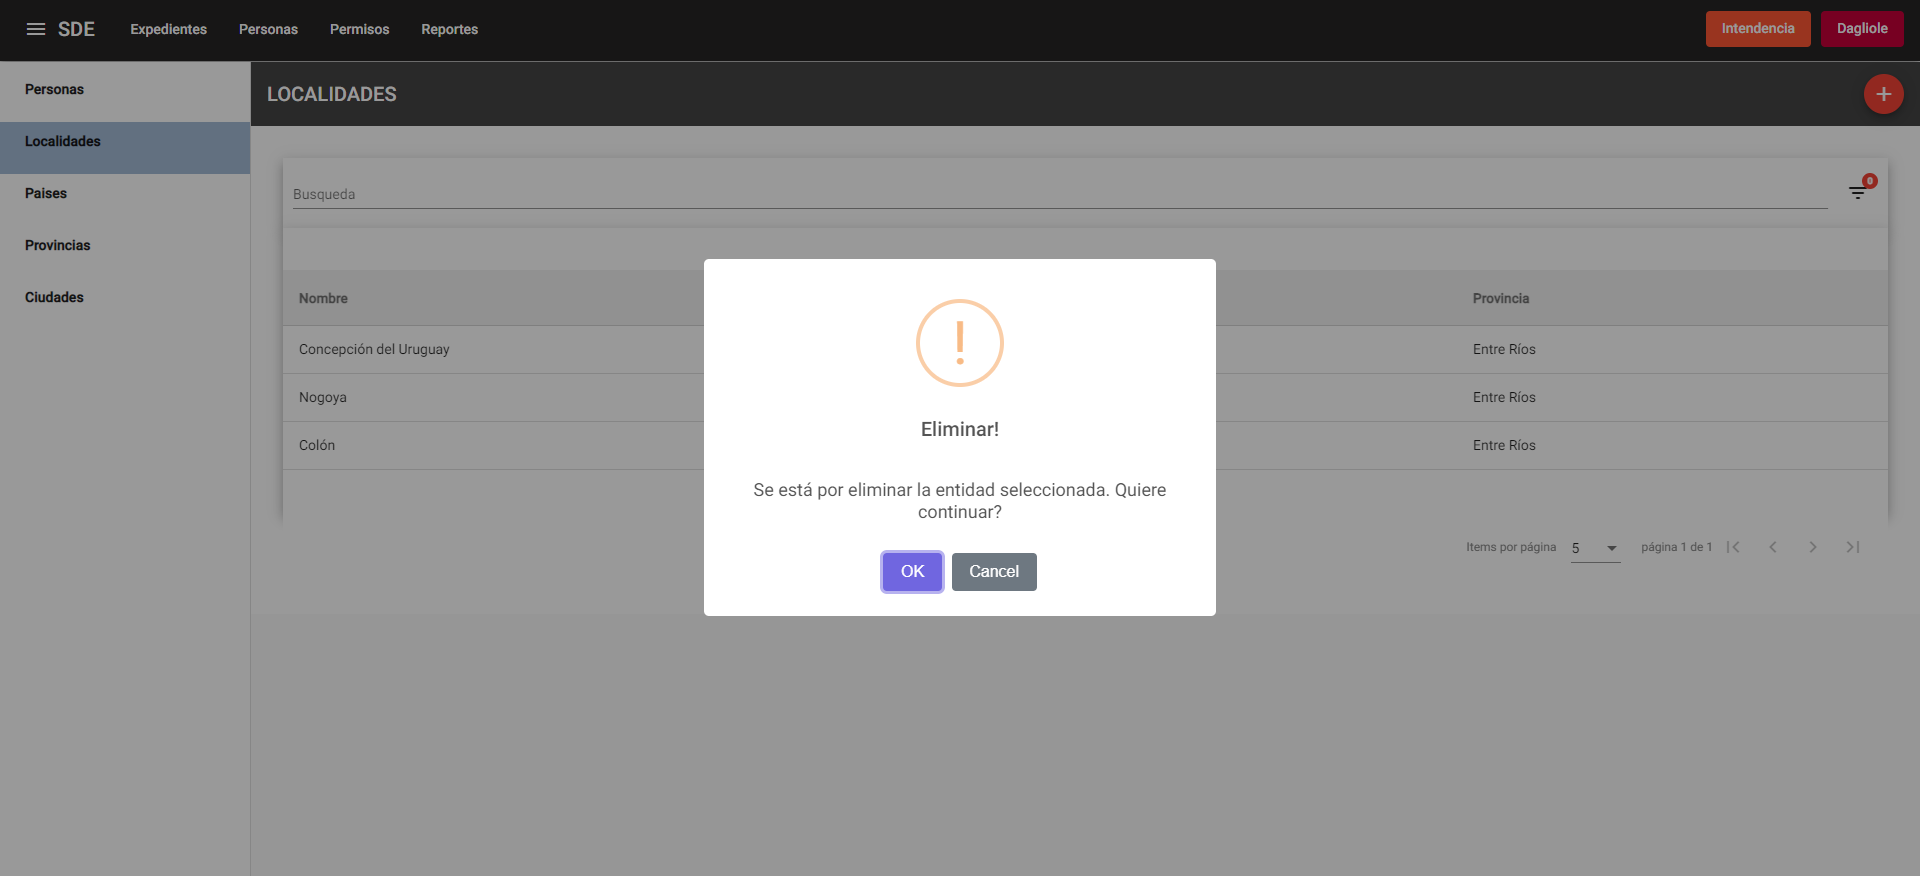 SDE Expedientes Personas Permisos Reportes Intendencia Dagliole
Personas
Localidades
Paises
Provincias
Ciudades
LOCALIDADES
+
Busqueda
0
Nombre Provincia
Concepción del Uruguay Entre Ríos
Nogoya Entre Ríos
Colón Entre Ríos
Items por página 5 página 1 de 1
!
Eliminar!
Se está por eliminar la entidad seleccionada. Quiere
continuar?
OK Cancel